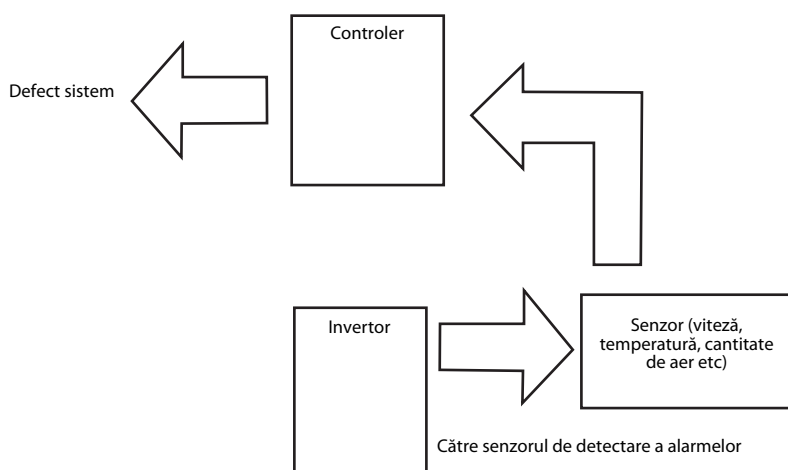 Controler
Defect sistem
Invertor
Senzor (viteză,
temperatură, cantitate
de aer etc)
Către senzorul de detectare a alarmelor